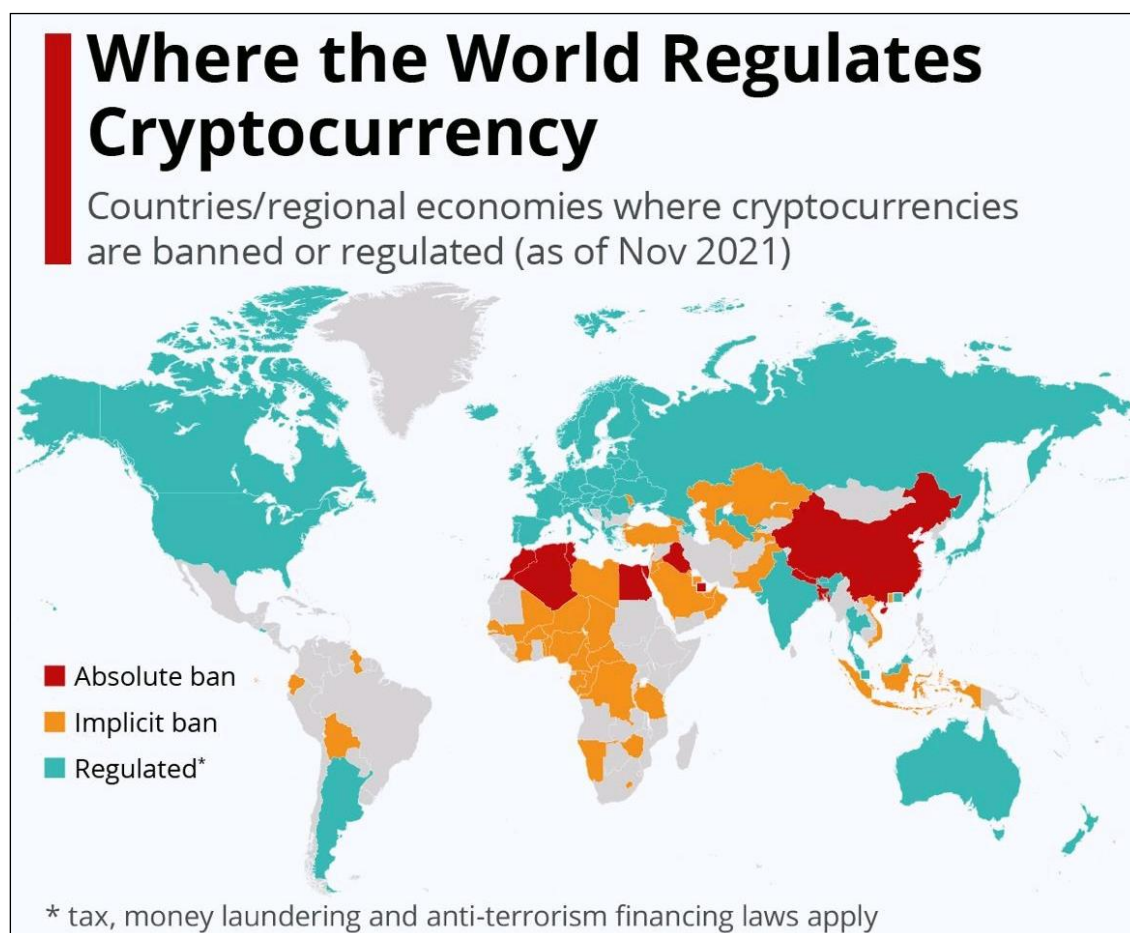 Where the World Regulates
Cryptocurrency
Countries/regional economies where cryptocurrencies
are banned or regulated (as of Nov 2021)
Absolute ban
Implicit ban
Regulated*
* tax, money laundering and anti-terrorism financing laws apply